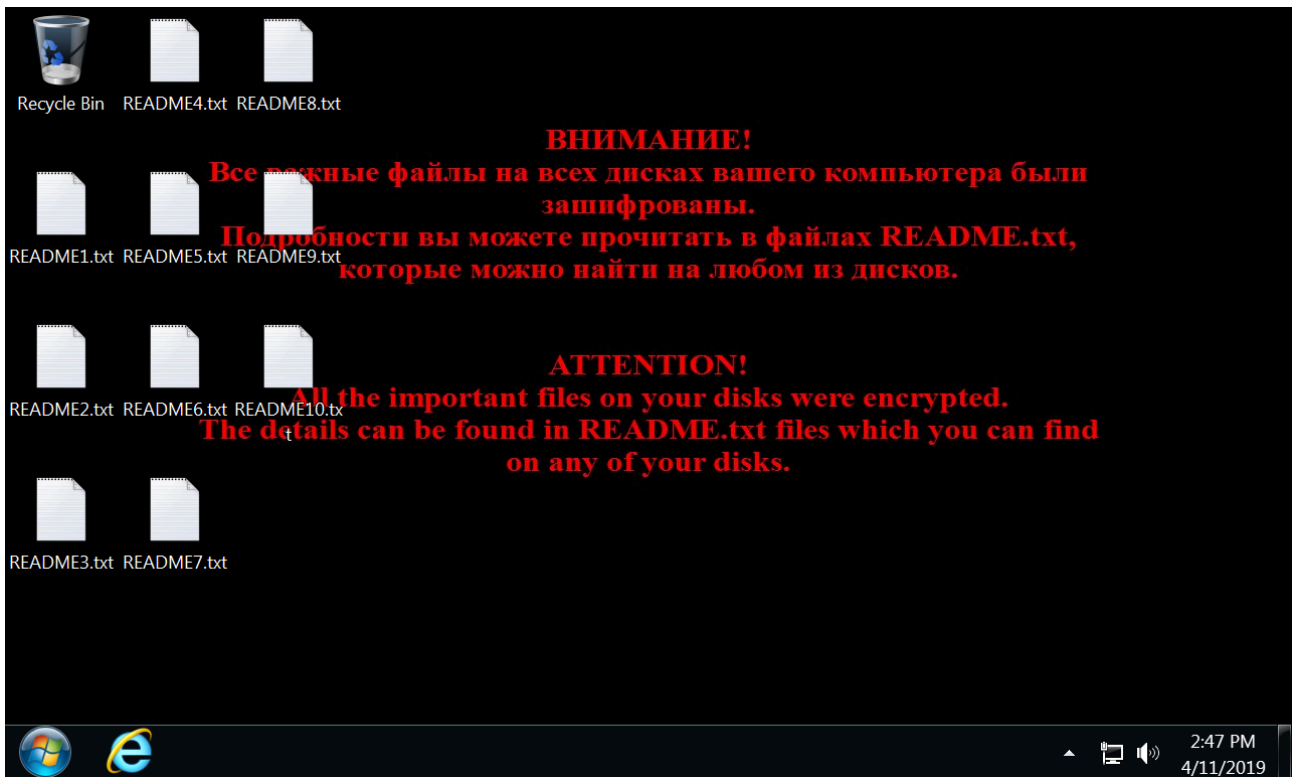 Recycle Bin README4.txt README8.txt
ВНИМАНИЕ!
Все важные файлы на всех дисках вашего компьютера были
зашифрованы.
Подробности вы можете прочитать в файлах README.txt,
README1.txt README5.txt README9.txt
которые можно найти на любом из дисков.
ATTENTION!
All the important files on your disks were encrypted.
README2.txt README6.txt README10.tx
t
The details can be found in README.txt files which you can find
on any of your disks.
README3.txt README7.txt
2:47 PM
4/11/2019